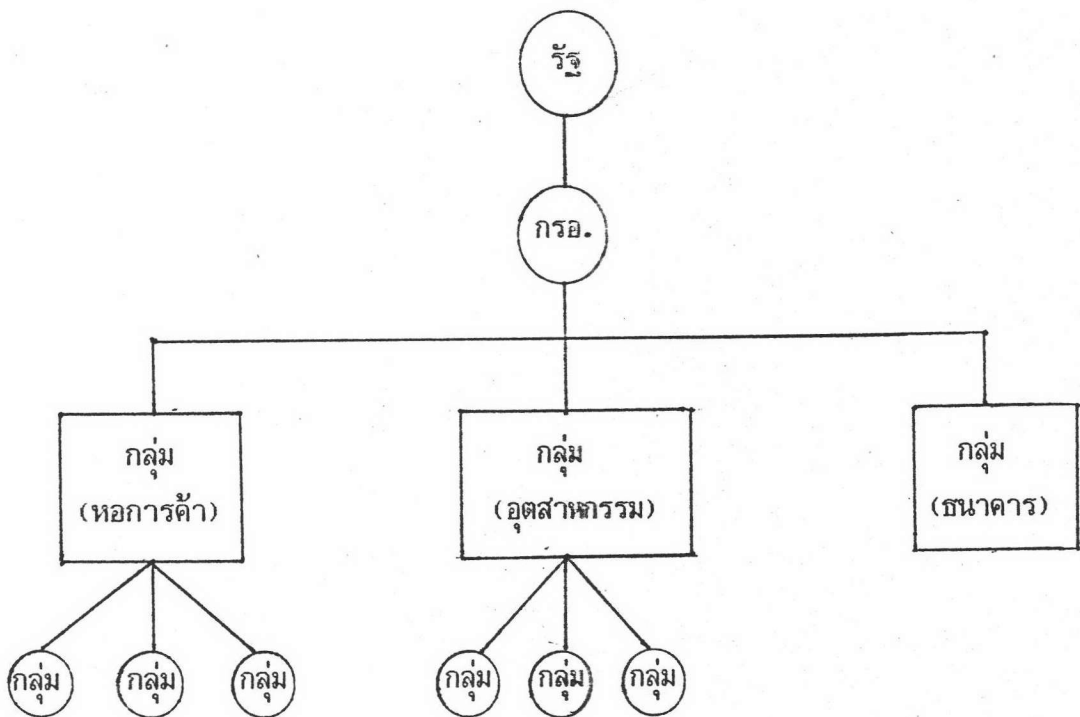 รัฐ
กรอ.
กลุ่ม
(หอการค้า)
กลุ่ม
(อุตสาหกรรม)
กลุ่ม
(ธนาคาร)
กลุ่ม
กลุ่ม
กลุ่ม
กลุ่ม
กลุ่ม
กลุ่ม